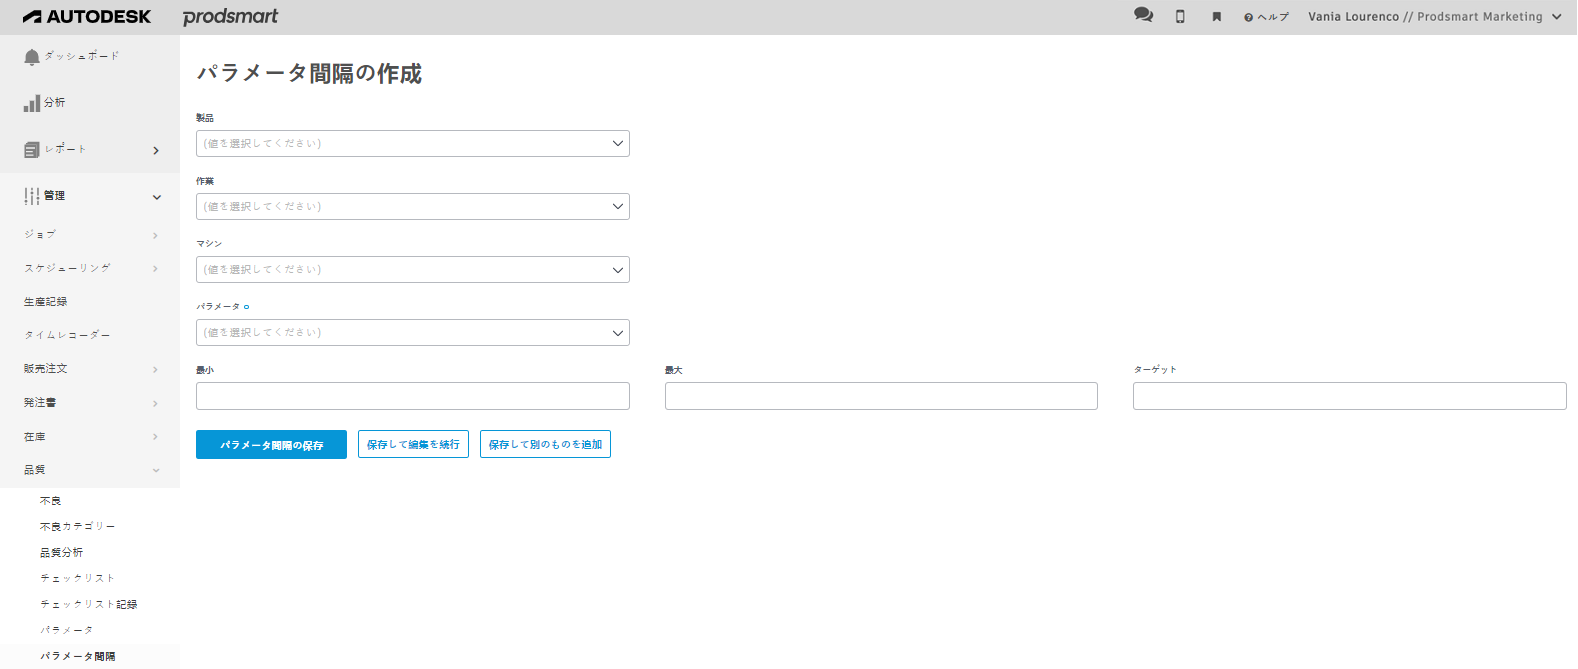 AUTODESK prodsmart
ヘルプ Vania Lourenco // Prodsmart Marketing
ダッシュボード
分析
レポート
管理
ジョブ
スケジューリング
生産記録
タイムレコーダー
販売注文
発注書
在庫
品質
不良
不良カテゴリー
品質分析
チェックリスト
チェックリスト記録
パラメータ
パラメータ間隔
パラメータ間隔の作成
製品
(値を選択してください)
作業
(値を選択してください)
マシン
(値を選択してください)
パラメータ
(値を選択してください)
最小 最大 ターゲット
パラメータ間隔の保存 保存して編集を続行 保存して別のものを追加